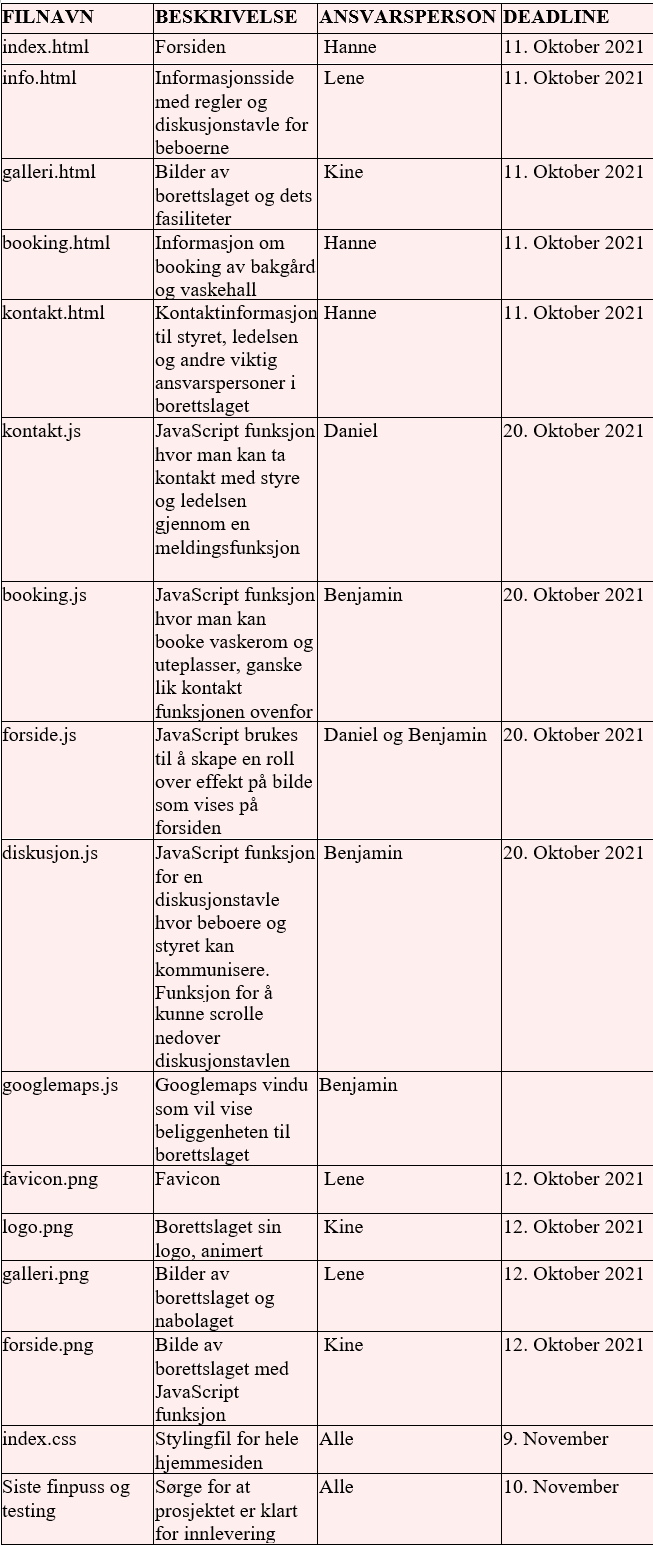 FILNAVN BESKRIVELSE ANSVARSPERSON DEADLINE
index.html Forsiden Hanne 11. Oktober 2021
info.html Informasjonsside Lene 11. Oktober 2021
med regler og
diskusjonstavle for
beboerne
galleri.html Bilder av Kine 11. Oktober 2021
borettslaget og dets
fasiliteter
booking.html Informasjon om Hanne 11. Oktober 2021
booking av bakgård
og vaskehall
kontakt.html Kontaktinformasjon Hanne 11. Oktober 2021
til styret, ledelsen
og andre viktig
ansvarspersoner i
borettslaget
kontakt.js JavaScript funksjon Daniel 20. Oktober 2021
hvor man kan ta
kontakt med styre
og ledelsen
gjennom en
meldingsfunksjon
booking.js JavaScript funksjon Benjamin 20. Oktober 2021
hvor man kan
booke vaskerom og
uteplasser, ganske
lik kontakt
funksjonen ovenfor
forside.js JavaScript brukes Daniel og Benjamin 20. Oktober 2021
til å skape en roll
over effekt på bilde
som vises på
forsiden
diskusjon.js JavaScript funksjon Benjamin 20. Oktober 2021
for en
diskusjonstavle
hvor beboere og
styret kan
kommunisere.
Funksjon for å
kunne scrolle
nedover
diskusjonstavlen
googlemaps.js Googlemaps vindu Benjamin
som vil vise
beliggenheten til
borettslaget
favicon.png Favicon Lene 12. Oktober 2021
logo.png Borettslaget sin Kine 12. Oktober 2021
logo, animert
galleri.png Bilder av Lene 12. Oktober 2021
borettslaget og
nabolaget
forside.png Bilde av Kine 12. Oktober 2021
borettslaget med
JavaScript
funksjon
index.css Stylingfil for hele Alle 9. November
hjemmesiden
Siste finpuss og Sørge for at Alle 10. November
testing prosjektet er klart
for innlevering